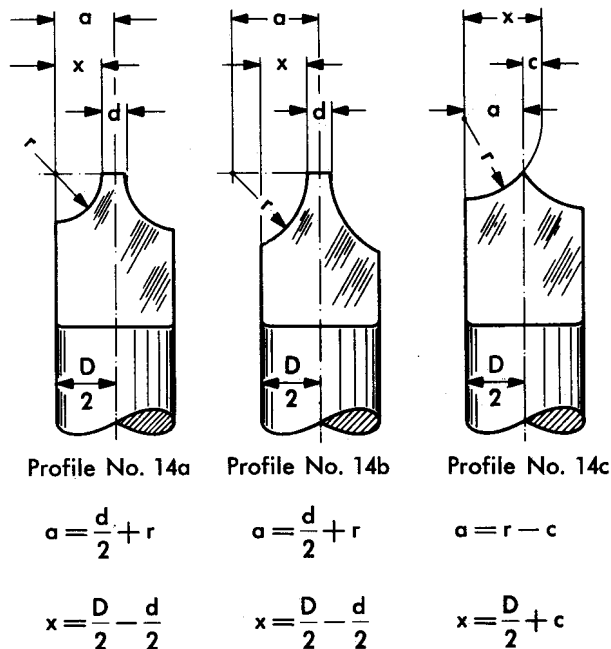 a a x
x x c
d d a
r r r
D/2 D/2 D/2
Profile No. 14a Profile No. 14b Profile No. 14c
a = d/2 + r a = d/2 + r a = r − c
x = D/2 − d/2 x = D/2 − d/2 x = D/2 + c